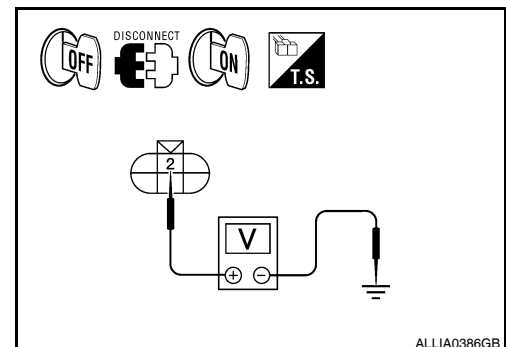 DISCONNECT
OFF ON T.S.
2
V
+ −
ALLIA0386GB